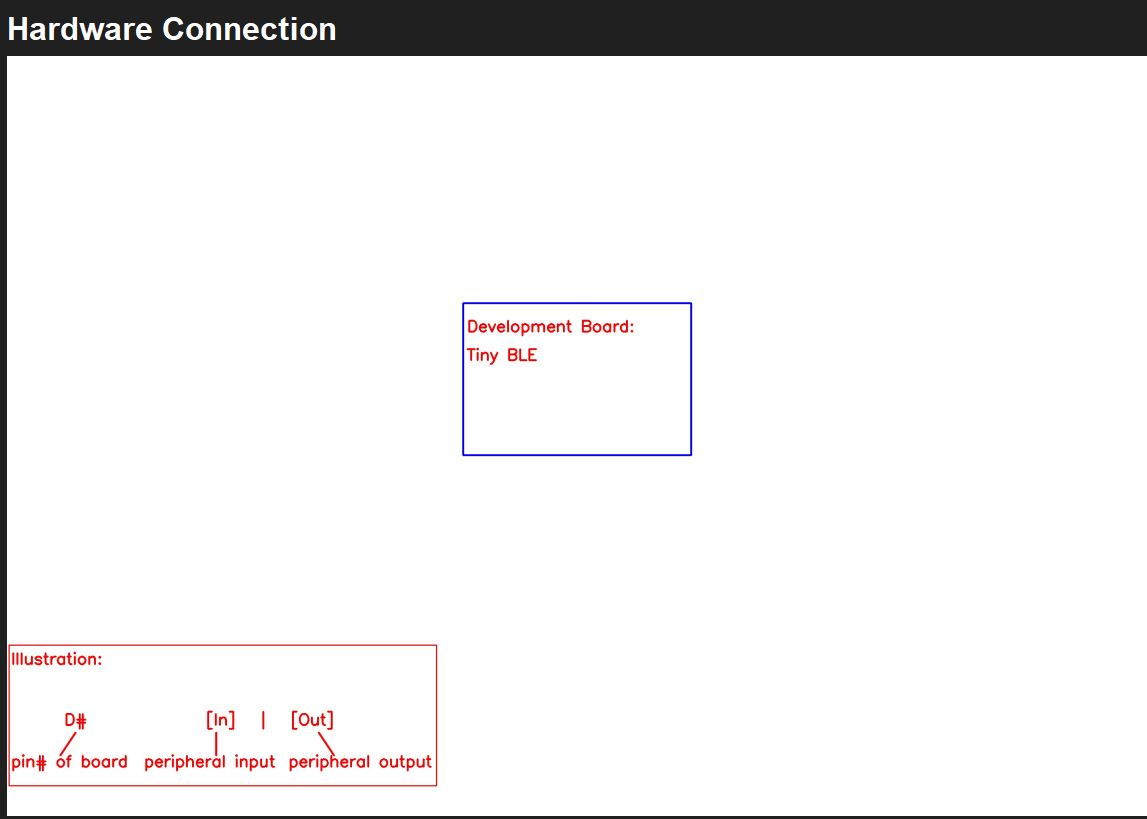 Hardware Connection
Development Board:
Tiny BLE
Illustration:
D# [In] | [Out]
pin# of board peripheral input peripheral output